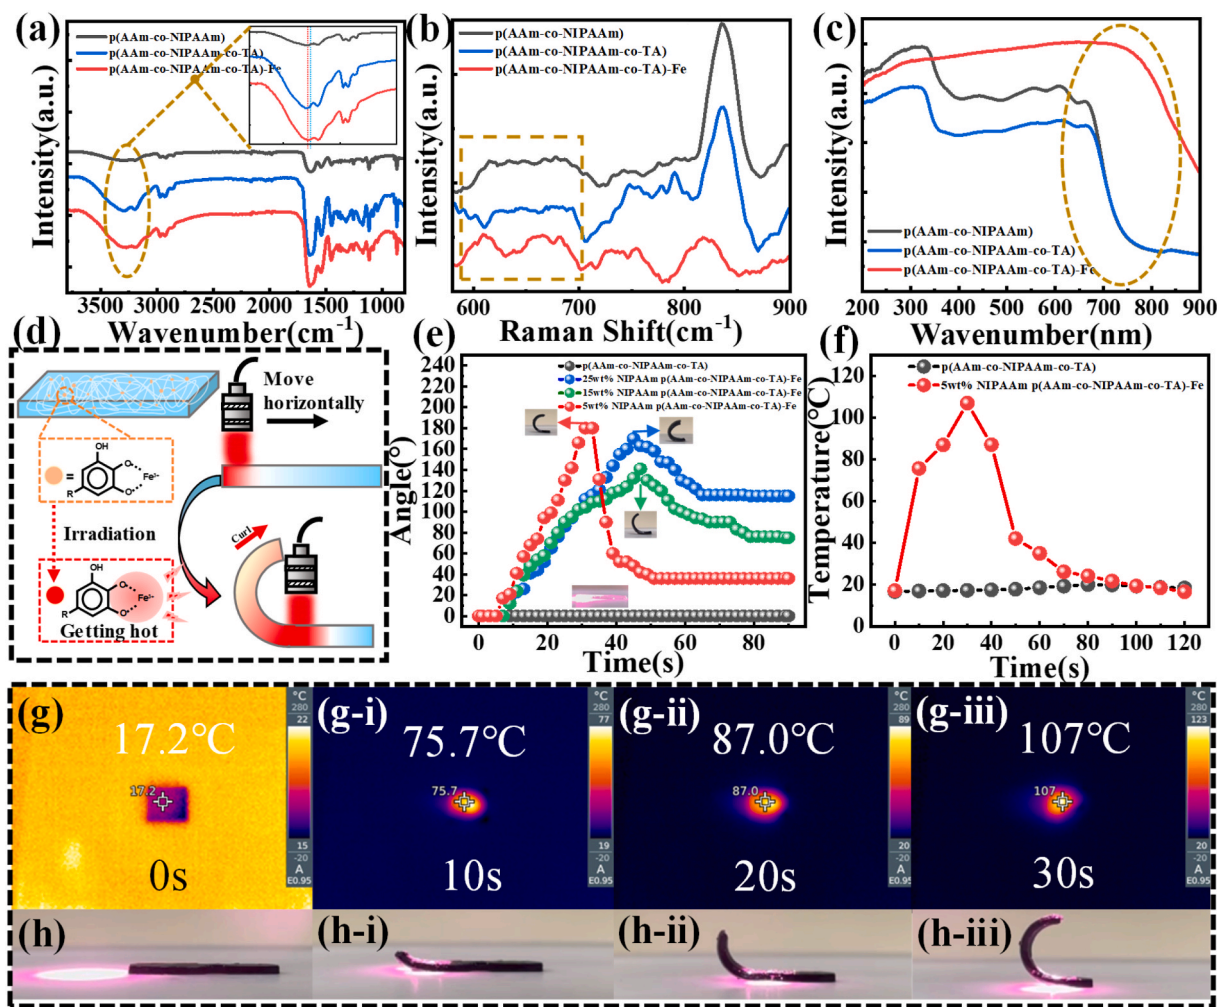 (a)
p(AAm-co-NIPAAm)
p(AAm-co-NIPAAm-co-TA)
p(AAm-co-NIPAAm-co-TA)-Fe
Intensity(a.u.)
3800 3000 2000 1600 1200 800
Wavenumber(cm⁻¹)
(b)
p(AAm-co-NIPAAm)
p(AAm-co-NIPAAm-co-TA)
p(AAm-co-NIPAAm-co-TA)-Fe
Intensity(a.u.)
600 700 800 900
Raman Shift(cm⁻¹)
(c)
Intensity(a.u.)
p(AAm-co-NIPAAm)
p(AAm-co-NIPAAm-co-TA)
p(AAm-co-NIPAAm-co-TA)-Fe
200 300 400 500 600 700 800 900
Wavenumber(nm)
(d)
Move
horizontally
OH
O
Fe³⁺
O
R
=
Irradiation
Curl
OH
O
Fe³⁺
O
R
Getting hot
(e)
p(AAm-co-NIPAAm-co-TA)
25wt% NIPAAm p(AAm-co-NIPAAm-co-TA)-Fe
15wt% NIPAAm p(AAm-co-NIPAAm-co-TA)-Fe
5wt% NIPAAm p(AAm-co-NIPAAm-co-TA)-Fe
Angle(°)
240
220
200
180
160
140
120
100
80
60
40
20
0
0 20 40 60 80
Time(s)
(f)
p(AAm-co-NIPAAm-co-TA)
5wt% NIPAAm p(AAm-co-NIPAAm-co-TA)-Fe
Temperature(°C)
120
100
80
60
40
20
0
0 20 40 60 80 100 120
Time(s)
(g)
17.2°C
17.2
0s
°C
280
22
15
-20
A
E0.95
(g-i)
75.7°C
75.7
10s
°C
280
77
19
-20
A
E0.95
(g-ii)
87.0°C
87.0
20s
°C
280
89
20
-20
A
E0.95
(g-iii)
107°C
107
30s
°C
280
123
20
-20
A
E0.95
(h)
(h-i)
(h-ii)
(h-iii)